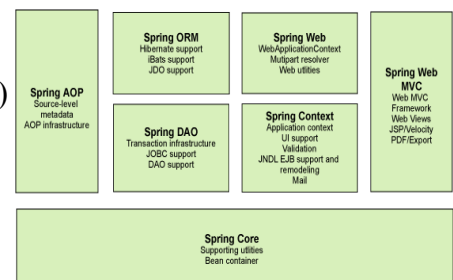 )
Spring AOP
Source-level
metadata
AOP infrastructure
Spring ORM
Hibernate support
iBats support
JDO support
Spring DAO
Transaction infrastructure
JOBC support
DAO support
Spring Web
WebApplicationContext
Mutipart resolver
Web utlities
Spring Context
Application context
UI support
Validation
JNDL EJB support and
remodeling
Mail
Spring Web
MVC
Web MVC
Framework
Web Views
JSP/Velocity
PDF/Export
Spring Core
Supporting utlities
Bean container